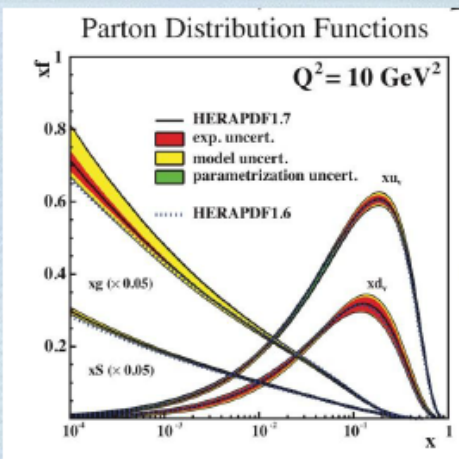 Parton Distribution Functions
xf
Q² = 10 GeV²
HERAPDF1.7
exp. uncert.
model uncert.
parametrization uncert.
HERAPDF1.6
xuᵥ
xdᵥ
xg (× 0.05)
xS (× 0.05)
1
0.8
0.6
0.4
0.2
10⁻⁴
10⁻³
10⁻²
10⁻¹
1
x